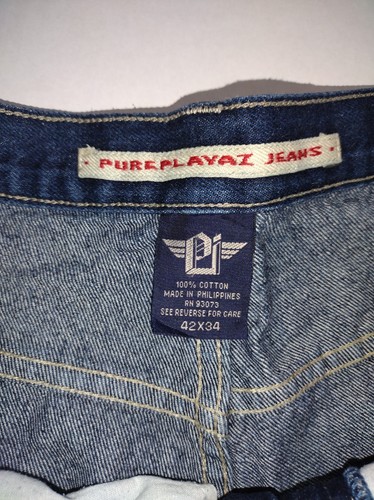 · PUREPLAYAZ JEANS ·
Pj
100% COTTON
MADE IN PHILIPPINES
RN 93073
SEE REVERSE FOR CARE
42X34